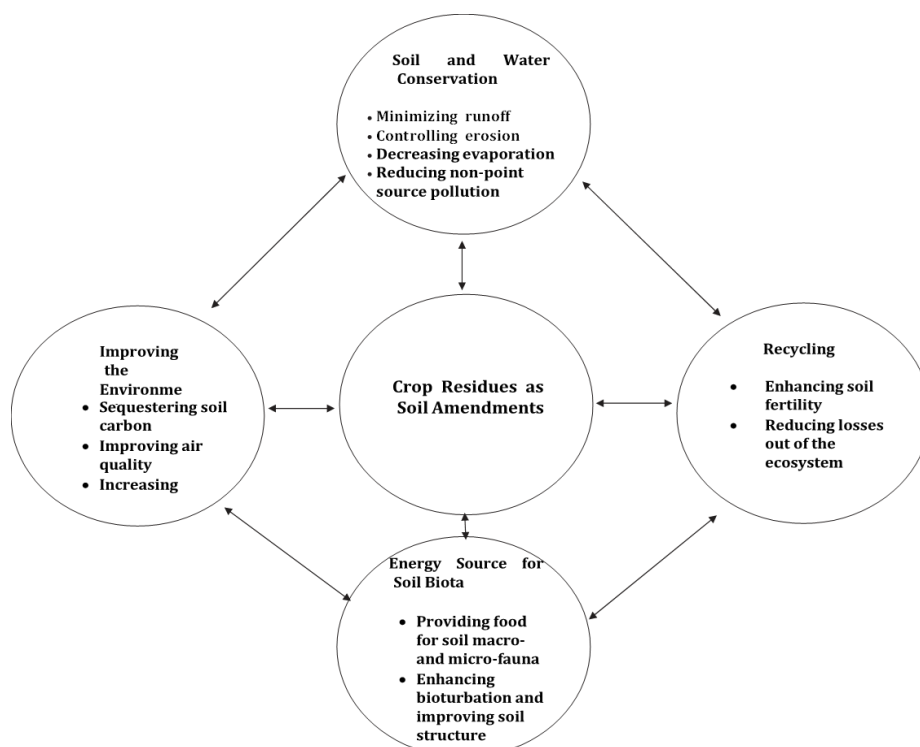 Soil and Water
Conservation
• Minimizing runoff
• Controlling erosion
• Decreasing evaporation
• Reducing non-point
source pollution
Improving
the
Environme
• Sequestering soil
carbon
• Improving air
quality
• Increasing
Crop Residues as
Soil Amendments
Recycling
• Enhancing soil
fertility
• Reducing losses
out of the
ecosystem
Energy Source for
Soil Biota
• Providing food
for soil macro-
and micro-fauna
• Enhancing
bioturbation and
improving soil
structure